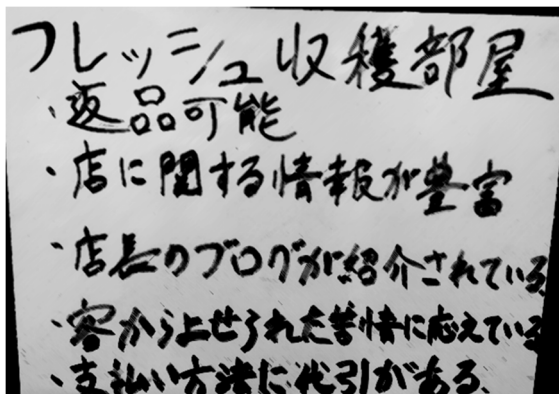 フレッシュ収穫部屋
・返品可能
・店に関する情報が豊富
・店長のブログが紹介されている
・客から上せられた苦情に応えている
・支払い方法に代引がある、